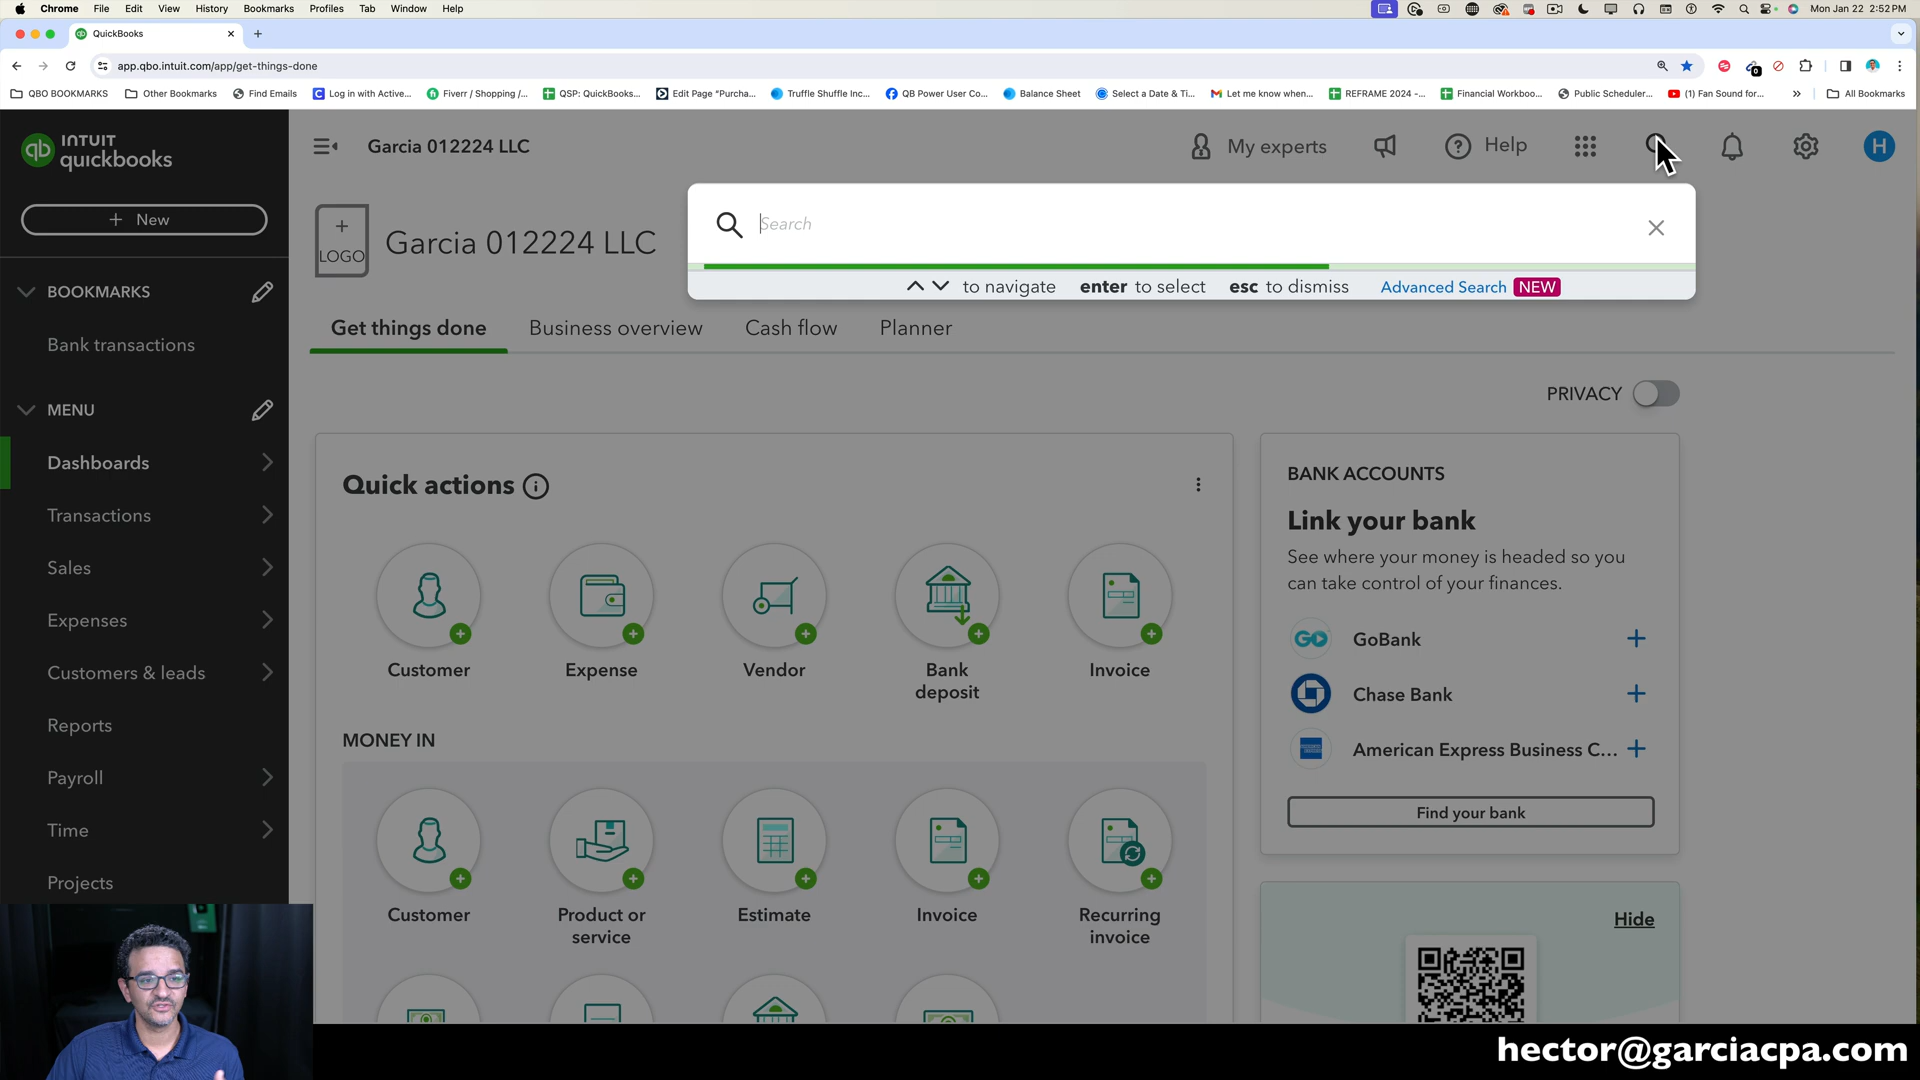 Chrome File Edit View History Bookmarks Profiles Tab Window Help Mon Jan 22 2:52 PM
QuickBooks
app.qbo.intuit.com/app/get-things-done
QBO BOOKMARKS Other Bookmarks Find Emails Log in with Active... Fiverr / Shopping /... QSP: QuickBooks... Edit Page "Purcha... Truffle Shuffle Inc... QB Power User Co... Balance Sheet Select a Date & Ti... Let me know when... REFRAME 2024 -... Financial Workboo... Public Scheduler... (1) Fan Sound for... » All Bookmarks
INTUIT
quickbooks
Garcia 012224 LLC My experts Help H
+ New
Search
+
LOGO
Garcia 012224 LLC
to navigate enter to select esc to dismiss Advanced Search NEW
BOOKMARKS
Bank transactions
Get things done Business overview Cash flow Planner
PRIVACY
MENU
Dashboards
Transactions
Sales
Expenses
Customers & leads
Reports
Payroll
Time
Projects
Quick actions
Customer Expense Vendor Bank deposit Invoice
MONEY IN
Customer Product or service Estimate Invoice Recurring invoice
BANK ACCOUNTS
Link your bank
See where your money is headed so you
can take control of your finances.
GO GoBank
Chase Bank
American Express Business C...
Find your bank
Hide
hector@garciacpa.com